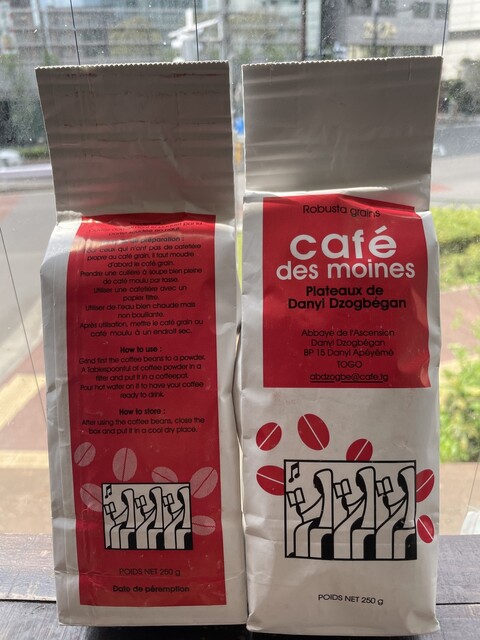 préparation :
ceux qui n'ont pas de cafetière
propre au café grain, il faut moudre
d'abord le café grain.
Prendre une cuillère à soupe bien pleine
de café moulu par tasse.
Utiliser une cafetière avec un
papier filtre.
Utiliser de l'eau bien chaude mais
non bouillante.
Après utilisation, mettre le café grain ou
café moulu à un endroit sec.
How to use :
Grind first the coffee beans to a powder.
A Tablespoonful of coffee powder in a
filter and put it in a coffeepot.
Pour hot water on it to have your coffee
ready to drink.
How to store :
After using the coffee beans, close the
box and put it in a cool dry place.
POIDS NET 250 g
Date de péremption
Robusta grains
café
des moines
Plateaux de
Danyi Dzogbégan
Abbaye de l'Ascension
Danyi Dzogbégan
BP 15 Danyi Apéyémé
TOGO
abdzogbe@cafe.tg
POIDS NET 250 g